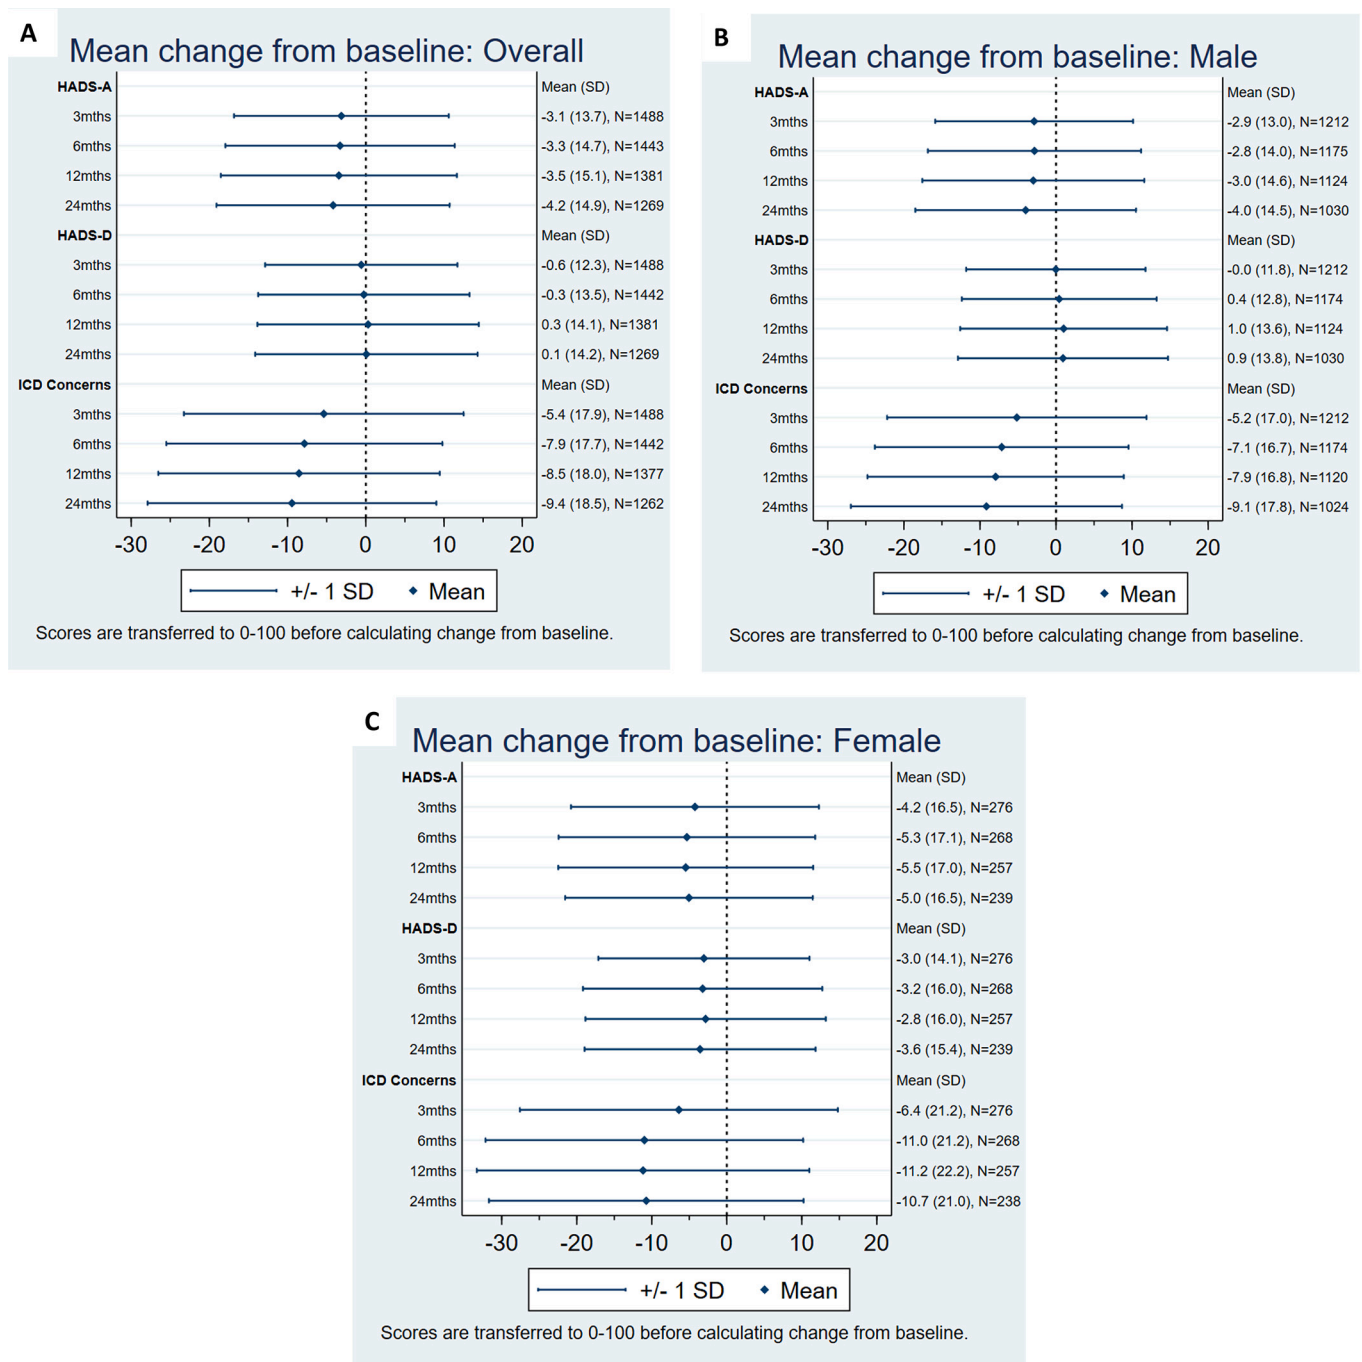 A
Mean change from baseline: Overall
HADS-A Mean (SD)
3mths -3.1 (13.7), N=1488
6mths -3.3 (14.7), N=1443
12mths -3.5 (15.1), N=1381
24mths -4.2 (14.9), N=1269
HADS-D Mean (SD)
3mths -0.6 (12.3), N=1488
6mths -0.3 (13.5), N=1442
12mths 0.3 (14.1), N=1381
24mths 0.1 (14.2), N=1269
ICD Concerns Mean (SD)
3mths -5.4 (17.9), N=1488
6mths -7.9 (17.7), N=1442
12mths -8.5 (18.0), N=1377
24mths -9.4 (18.5), N=1262
-30 -20 -10 0 10 20
+/- 1 SD Mean
Scores are transferred to 0-100 before calculating change from baseline.
B
Mean change from baseline: Male
HADS-A Mean (SD)
3mths -2.9 (13.0), N=1212
6mths -2.8 (14.0), N=1175
12mths -3.0 (14.6), N=1124
24mths -4.0 (14.5), N=1030
HADS-D Mean (SD)
3mths -0.0 (11.8), N=1212
6mths 0.4 (12.8), N=1174
12mths 1.0 (13.6), N=1124
24mths 0.9 (13.8), N=1030
ICD Concerns Mean (SD)
3mths -5.2 (17.0), N=1212
6mths -7.1 (16.7), N=1174
12mths -7.9 (16.8), N=1120
24mths -9.1 (17.8), N=1024
-30 -20 -10 0 10 20
+/- 1 SD Mean
Scores are transferred to 0-100 before calculating change from baseline.
C
Mean change from baseline: Female
HADS-A Mean (SD)
3mths -4.2 (16.5), N=276
6mths -5.3 (17.1), N=268
12mths -5.5 (17.0), N=257
24mths -5.0 (16.5), N=239
HADS-D Mean (SD)
3mths -3.0 (14.1), N=276
6mths -3.2 (16.0), N=268
12mths -2.8 (16.0), N=257
24mths -3.6 (15.4), N=239
ICD Concerns Mean (SD)
3mths -6.4 (21.2), N=276
6mths -11.0 (21.2), N=268
12mths -11.2 (22.2), N=257
24mths -10.7 (21.0), N=238
-30 -20 -10 0 10 20
+/- 1 SD Mean
Scores are transferred to 0-100 before calculating change from baseline.